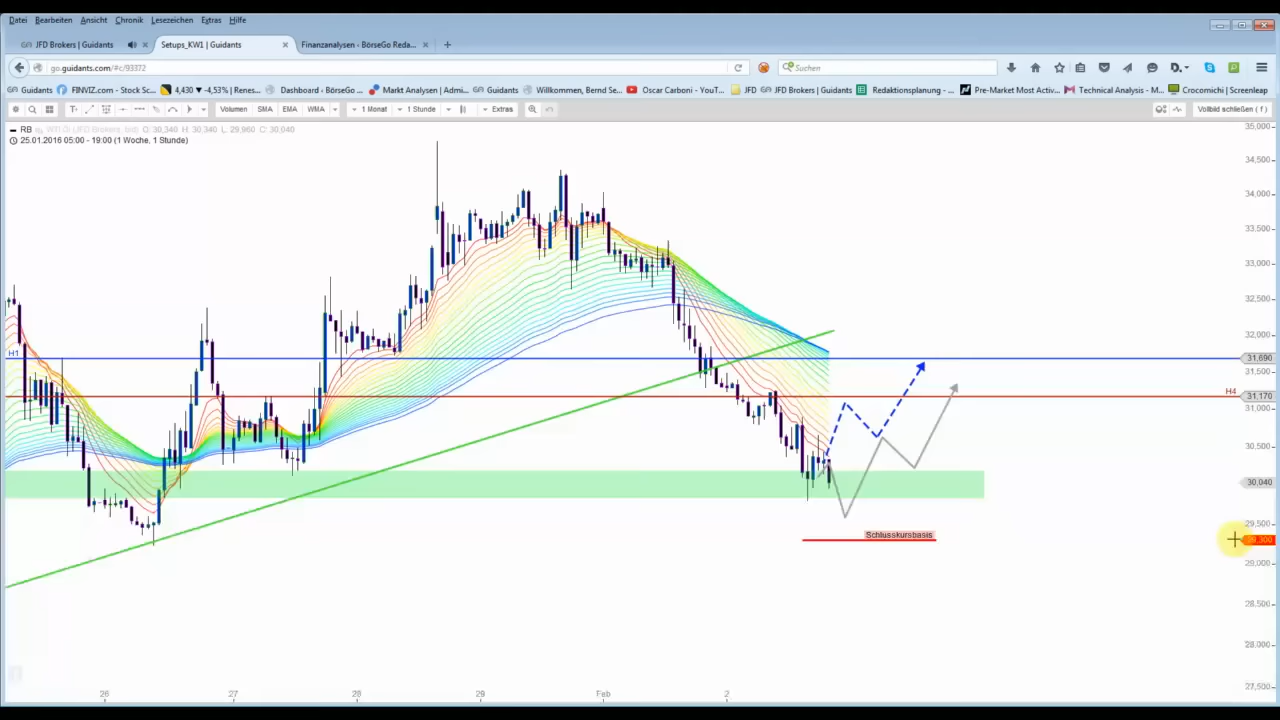 Datei Bearbeiten Ansicht Chronik Lesezeichen Extras Hilfe
JFD Brokers | Guidants Setups_KW1 | Guidants Finanzanalysen - BörseGo Reda...
go.guidants.com/#c/93372 Suchen
Guidants FINVIZ.com - Stock Sc... 4,430 ▼ -4,53% | Renes... Dashboard - BörseGo ... Markt Analysen | Admi... Guidants Willkommen, Bernd Se... Oscar Carboni - YouT... JFD JFD Brokers | Guidants Redaktionsplanung - ... Pre-Market Most Activ... Technical Analysis - M... Crocomichi | Screenleap
Volumen SMA EMA WMA 1 Monat 1 Stunde Extras Vollbild schließen ( f )
RB O: 30,340 H: 30,340 L: 29,960 C: 30,040
25.01.2016 05:00 - 19:00 (1 Woche, 1 Stunde)
35,000
34,500
34,000
33,500
33,000
32,500
32,000
H1 31,690
31,500
H4 31,170
31,000
30,500
30,040
29,500
Schlusskursbasis
29,300
29,000
28,500
28,000
27,500
26 27 28 29 Feb 2